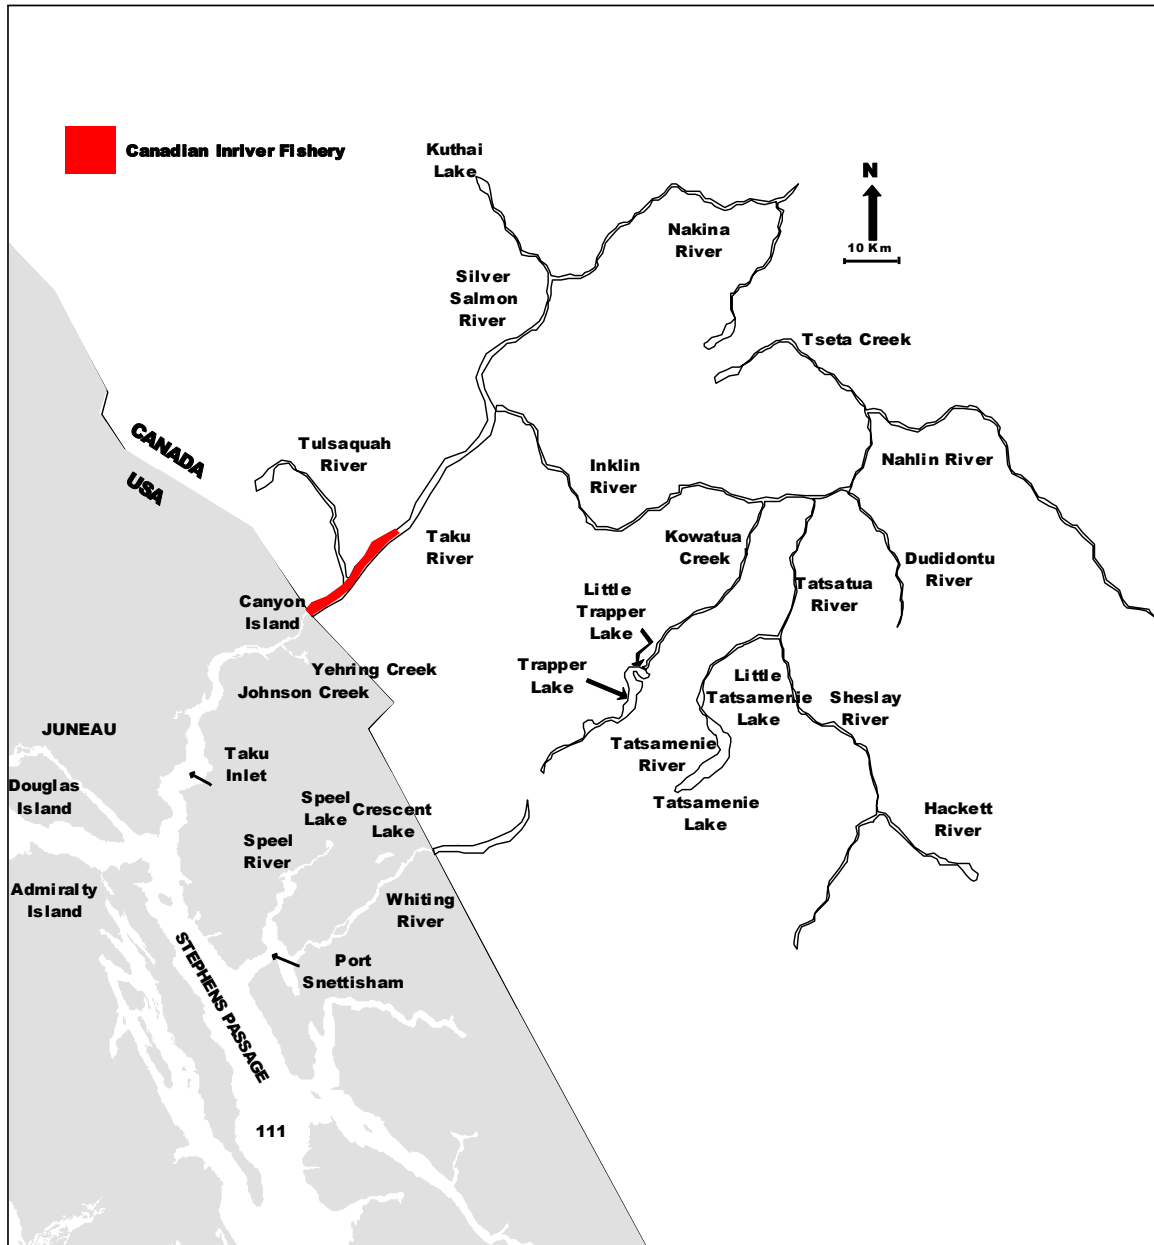 Canadian Inriver Fishery
Kuthai
Lake
N
10 Km
Nakina
River
Silver
Salmon
River
Tseta Creek
CANADA
USA
Tulsaquah
River
Inklin
River
Nahlin River
Taku
River
Kowatua
Creek
Dudidontu
River
Tatsatua
River
Canyon
Island
Little
Trapper
Lake
Yehring Creek
Johnson Creek
Trapper
Lake
Little
Tatsamenie
Lake
Sheslay
River
JUNEAU
Taku
Inlet
Tatsamenie
River
Douglas
Island
Tatsamenie
Lake
Speel
Lake
Crescent
Lake
Hackett
River
Speel
River
Admiralty
Island
Whiting
River
Port
Snettisham
STEPHENS PASSAGE
111